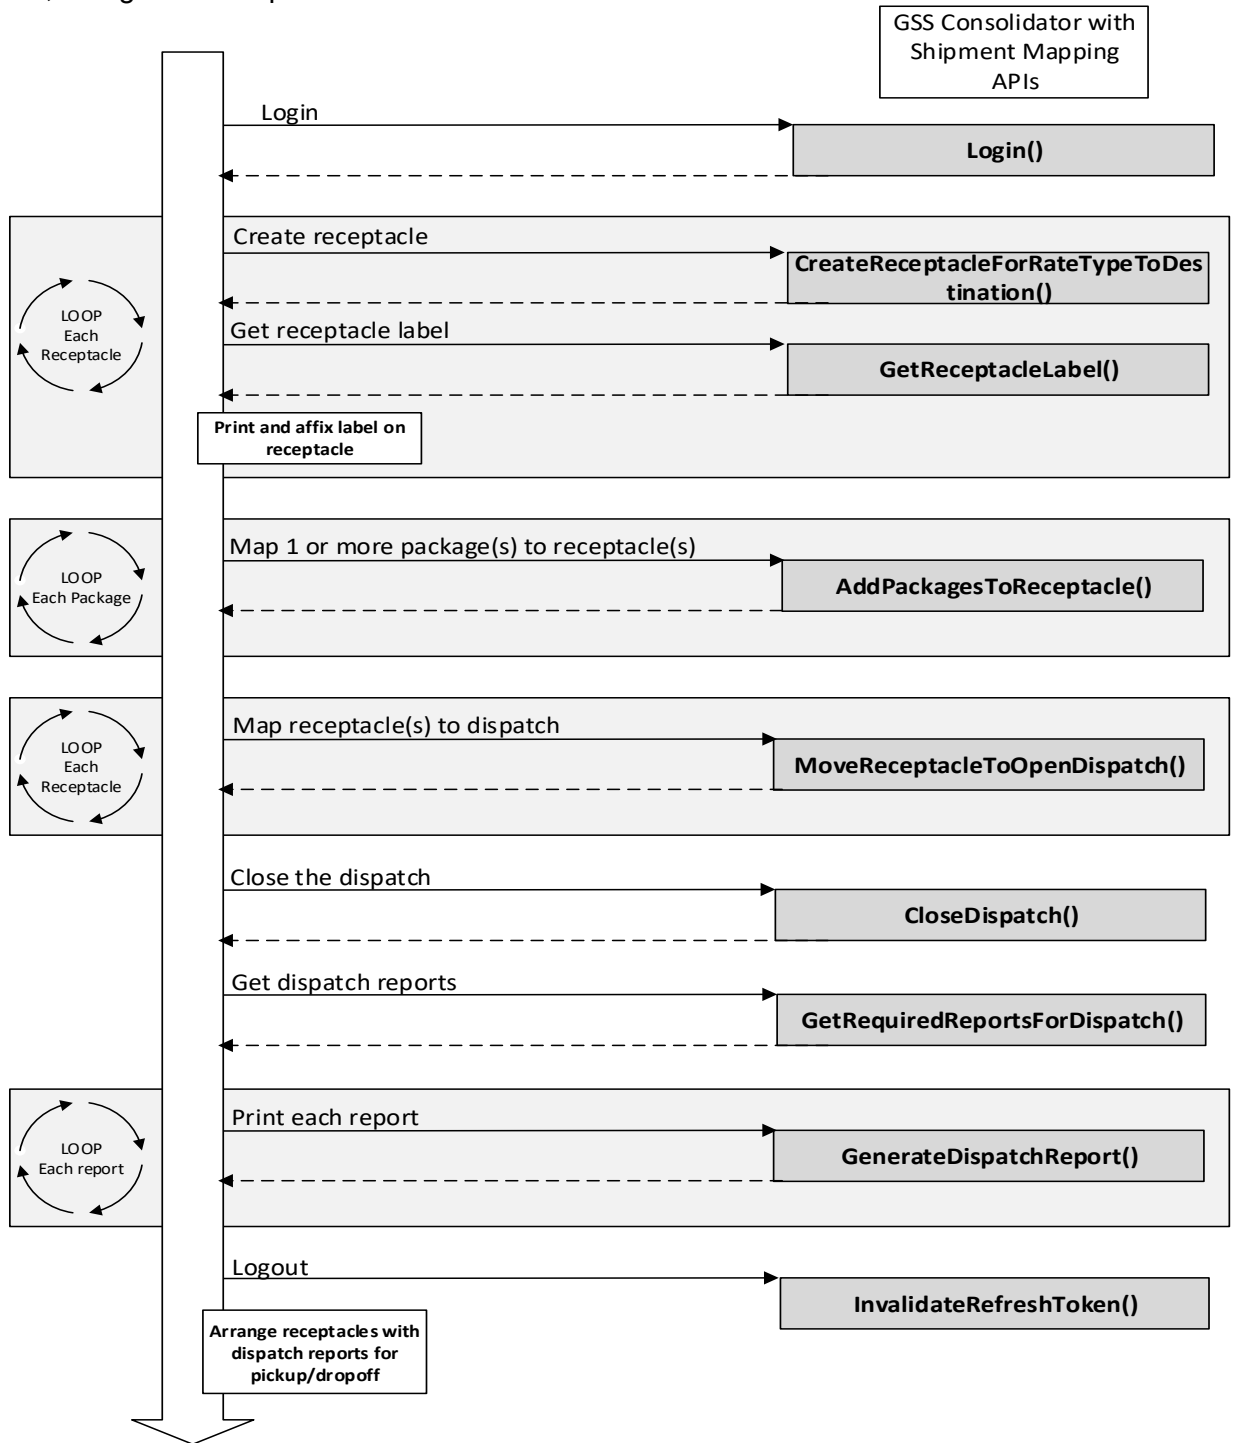 GSS Consolidator with
Shipment Mapping
APIs
Login
Login()
Create receptacle
CreateReceptacleForRateTypeToDes
tination()
LOOP
Each
Receptacle
Get receptacle label
GetReceptacleLabel()
Print and affix label on
receptacle
Map 1 or more package(s) to receptacle(s)
LOOP
Each Package
AddPackagesToReceptacle()
Map receptacle(s) to dispatch
LOOP
Each
Receptacle
MoveReceptacleToOpenDispatch()
Close the dispatch
CloseDispatch()
Get dispatch reports
GetRequiredReportsForDispatch()
Print each report
LOOP
Each report
GenerateDispatchReport()
Logout
InvalidateRefreshToken()
Arrange receptacles with
dispatch reports for
pickup/dropoff